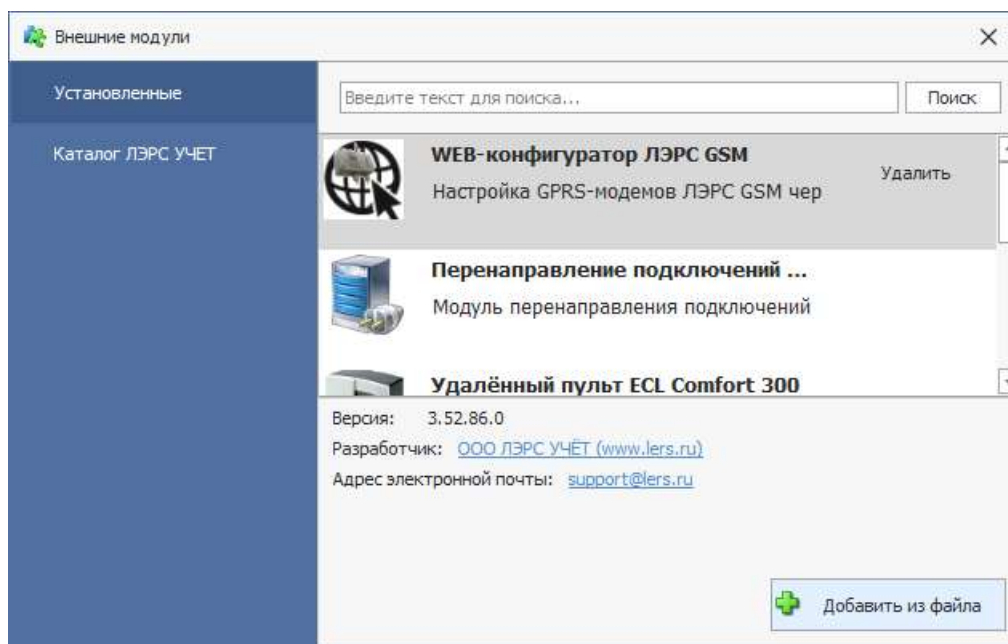 Внешние модули
Установленные
Каталог ЛЭРС УЧЕТ
Введите текст для поиска...
Поиск
WEB-конфигуратор ЛЭРС GSM
Настройка GPRS-модемов ЛЭРС GSM чер
Удалить
Перенаправление подключений ...
Модуль перенаправления подключений
Удалённый пульт ECL Comfort 300
Версия: 3.52.86.0
Разработчик: ООО ЛЭРС УЧЁТ (www.lers.ru)
Адрес электронной почты: support@lers.ru
Добавить из файла